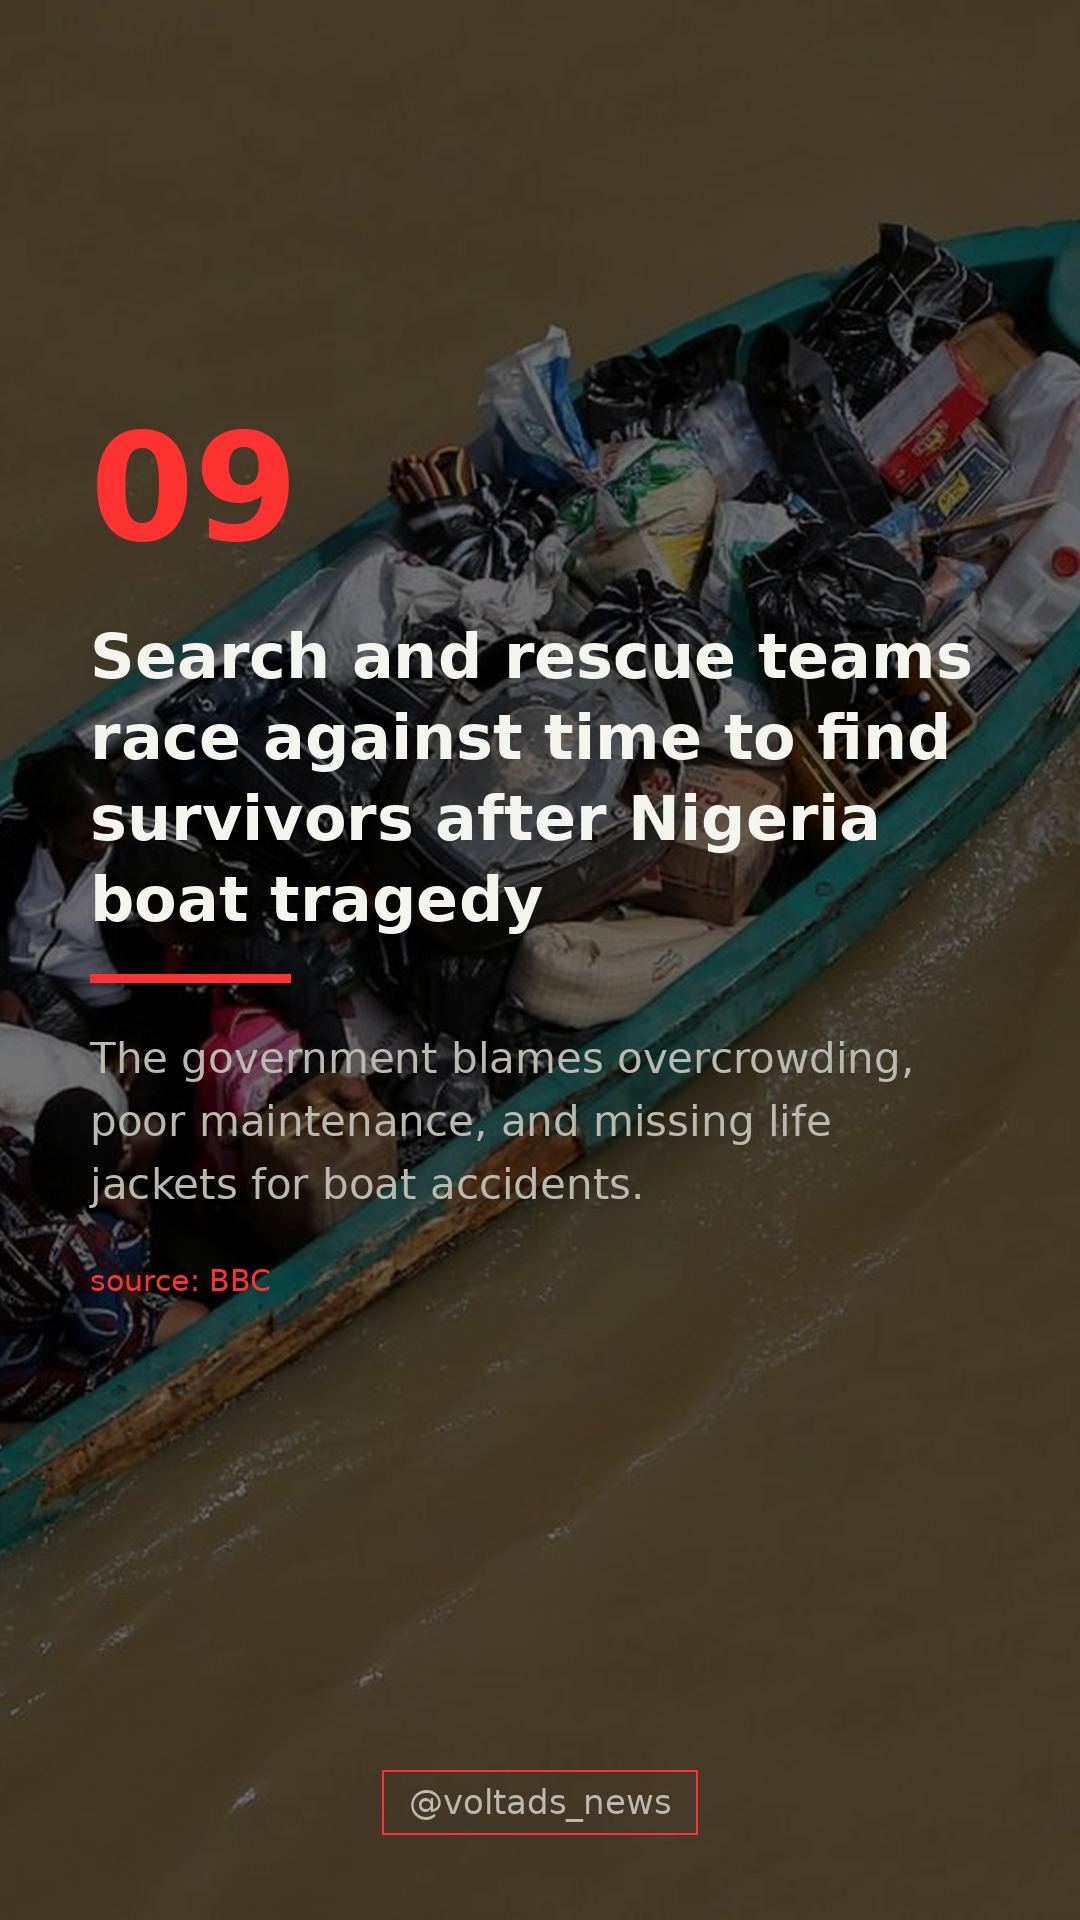 09
Search and rescue teams
race against time to find
survivors after Nigeria
boat tragedy
The government blames overcrowding,
poor maintenance, and missing life
jackets for boat accidents.
source: BBC
@voltads_news